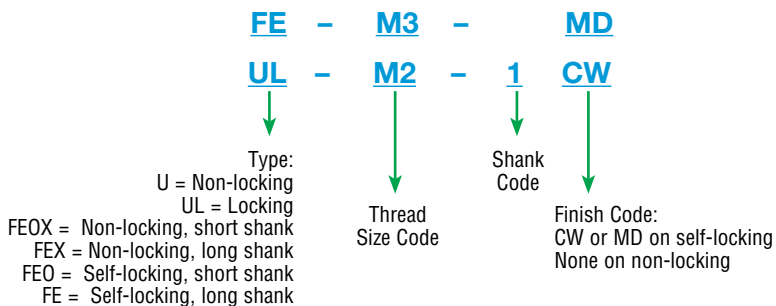 FE – M3 – MD
UL – M2 – 1 CW
Type:
U = Non-locking
UL = Locking
FEOX = Non-locking, short shank
FEX = Non-locking, long shank
FEO = Self-locking, short shank
FE = Self-locking, long shank
Thread
Size Code
Shank
Code
Finish Code:
CW or MD on self-locking
None on non-locking